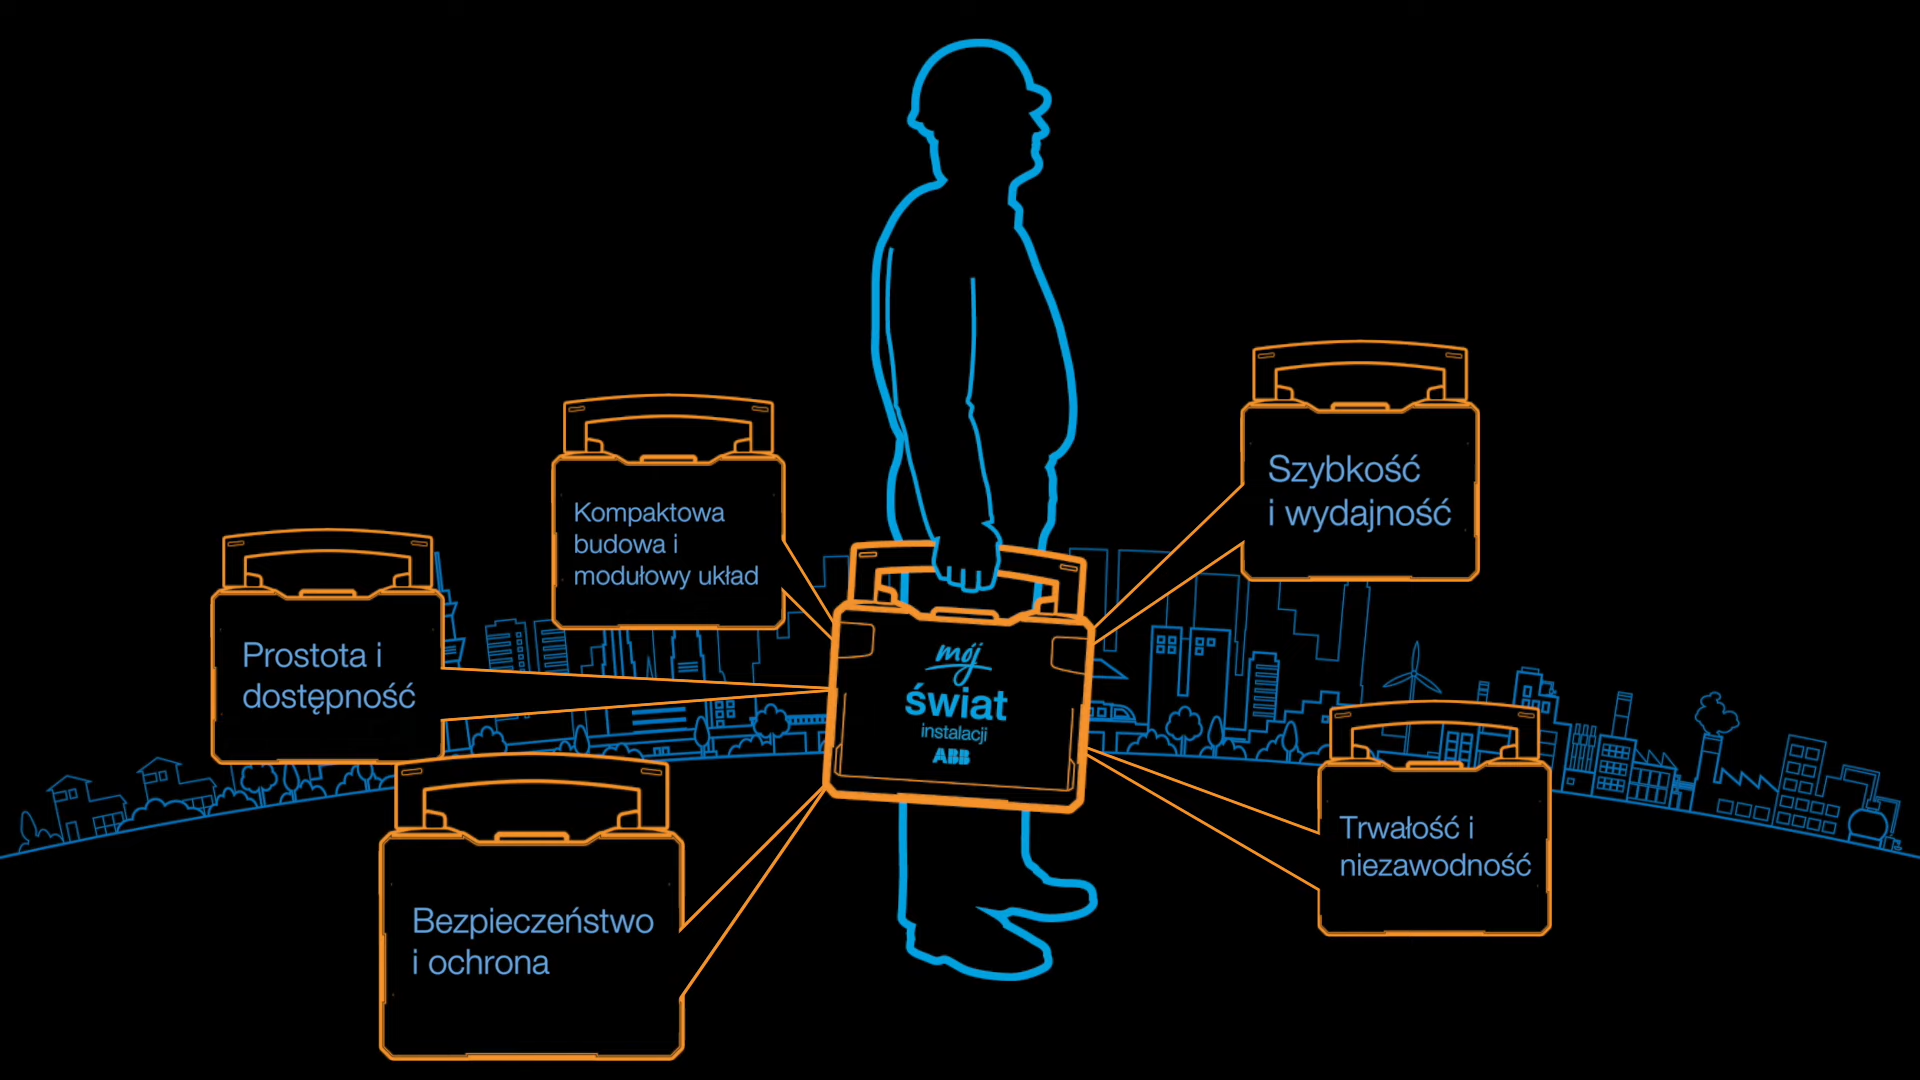 Szybkość
i wydajność
Kompaktowa
budowa i
modułowy układ
Prostota i
dostępność
mój
świat
instalacji
ABB
Trwałość i
niezawodność
Bezpieczeństwo
i ochrona